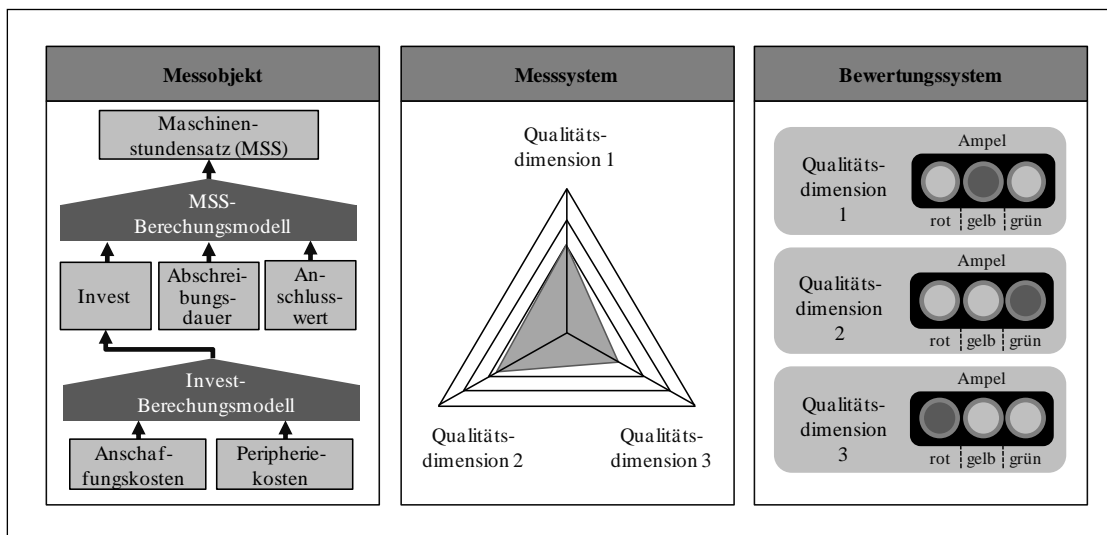 Messobjekt
Maschinen-
stundensatz (MSS)
MSS-
Berechungsmodell
Invest
Abschrei-
bungs-
dauer
An-
schluss-
wert
Invest-
Berechungsmodell
Anschaf-
fungskosten
Peripherie-
kosten
Messsystem
Qualitäts-
dimension 1
Qualitäts-
dimension 2
Qualitäts-
dimension 3
Bewertungssystem
Qualitäts-
dimension
1
Ampel
rot gelb grün
Qualitäts-
dimension
2
Ampel
rot gelb grün
Qualitäts-
dimension
3
Ampel
rot gelb grün